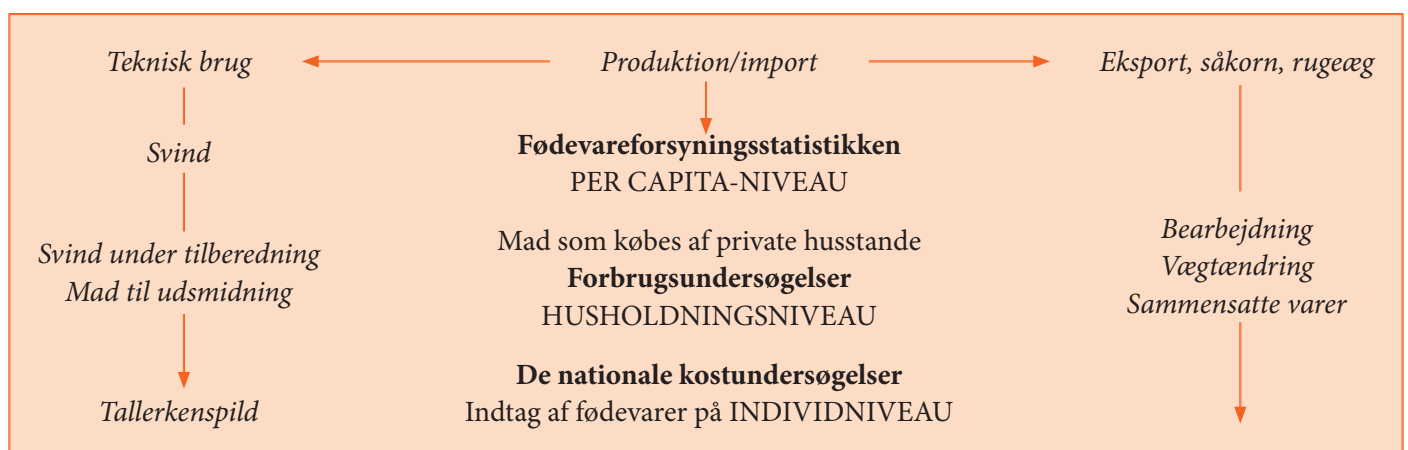 Teknisk brug
Produktion/import
Eksport, såkorn, rugeæg
Svind
Fødevareforsyningsstatistikken
PER CAPITA-NIVEAU
Svind under tilberedning
Mad til udsmidning
Mad som købes af private husstande
Forbrugsundersøgelser
HUSHOLDNINGSNIVEAU
Bearbejdning
Vægtændring
Sammensatte varer
Tallerkenspild
De nationale kostundersøgelser
Indtag af fødevarer på INDIVIDNIVEAU